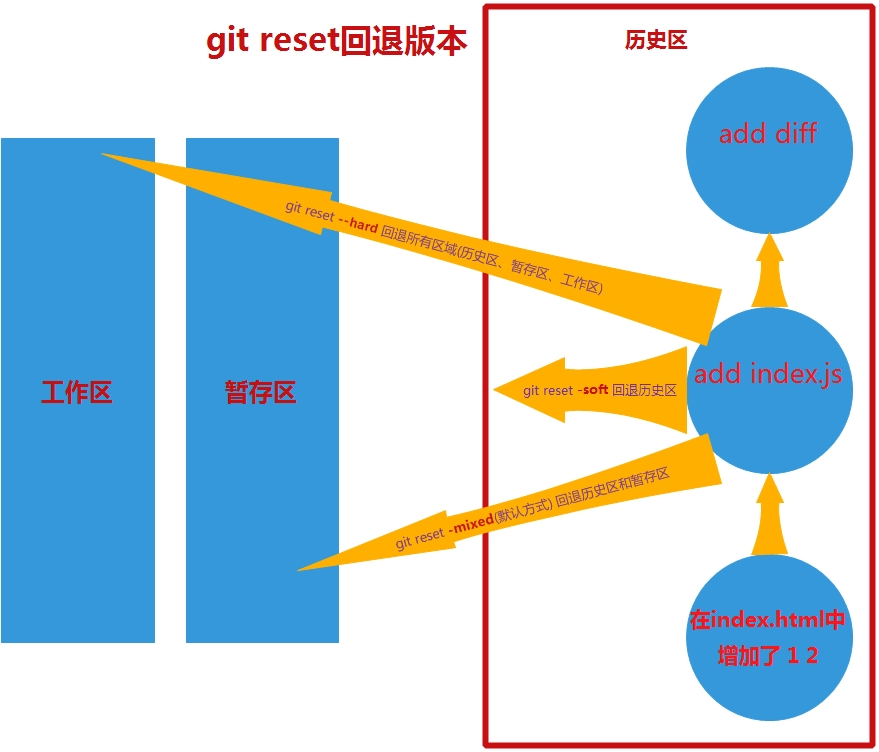 git reset回退版本
历史区
add diff
git reset --hard 回退所有区域(历史区、暂存区、工作区)
工作区
暂存区
git reset -soft 回退历史区
add index.js
git reset -mixed(默认方式) 回退历史区和暂存区
在index.html中
增加了 1 2